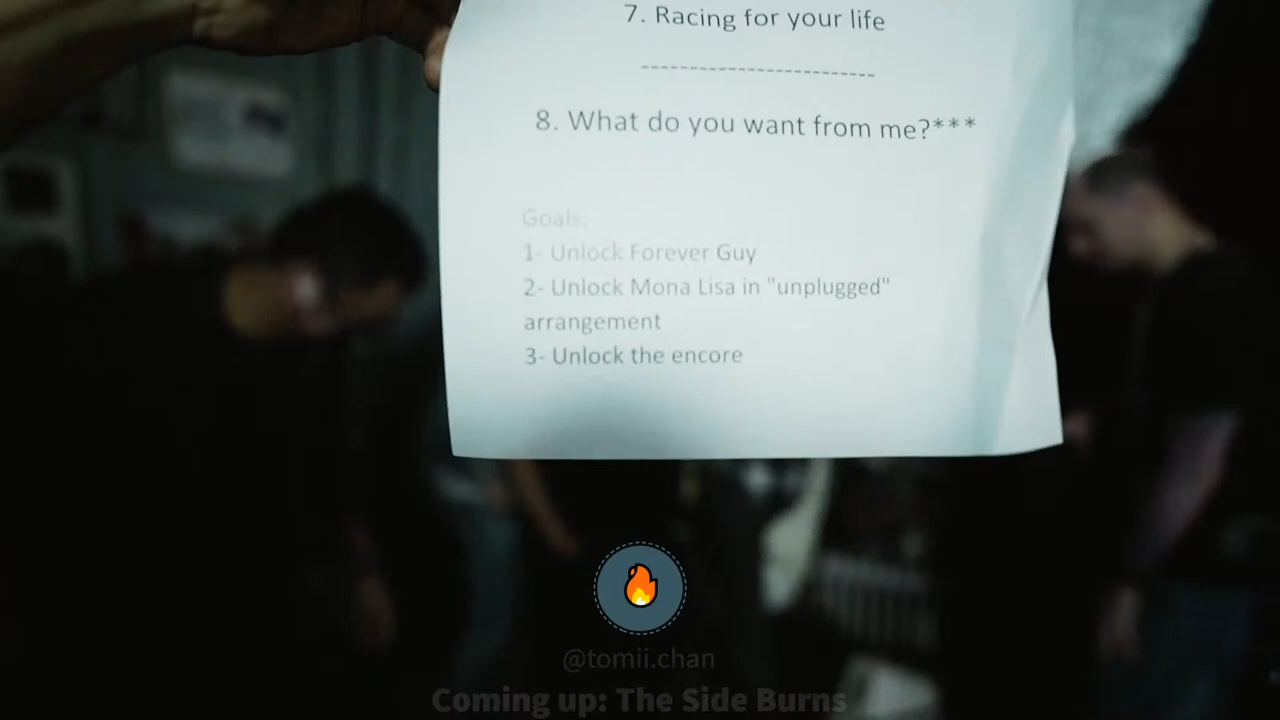 7. Racing for your life
-----------------------
8. What do you want from me?***
Goals:
1- Unlock Forever Guy
2- Unlock Mona Lisa in "unplugged"
arrangement
3- Unlock the encore
@tomii.chan
Coming up: The Side Burns